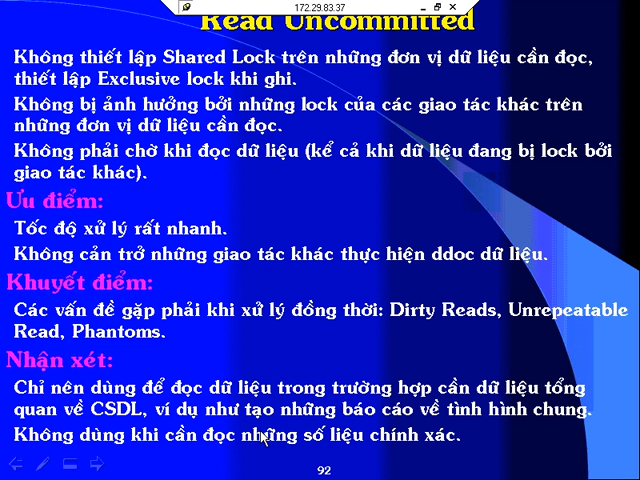 172.29.83.37
Read Uncommitted
Không thiết lập Shared Lock trên những đơn vị dữ liệu cần đọc,
thiết lập Exclusive lock khi ghi.
Không bị ảnh hưởng bởi những lock của các giao tác khác trên
những đơn vị dữ liệu cần đọc.
Không phải chờ khi đọc dữ liệu (kể cả khi dữ liệu đang bị lock bởi
giao tác khác).
Ưu điểm:
Tốc độ xử lý rất nhanh.
Không cản trở những giao tác khác thực hiện ddoc dữ liệu.
Khuyết điểm:
Các vấn đề gặp phải khi xử lý đồng thời: Dirty Reads, Unrepeatable
Read, Phantoms.
Nhận xét:
Chỉ nên dùng để đọc dữ liệu trong trường hợp cần dữ liệu tổng
quan về CSDL, ví dụ như tạo những báo cáo về tình hình chung.
Không dùng khi cần đọc những số liệu chính xác.
92